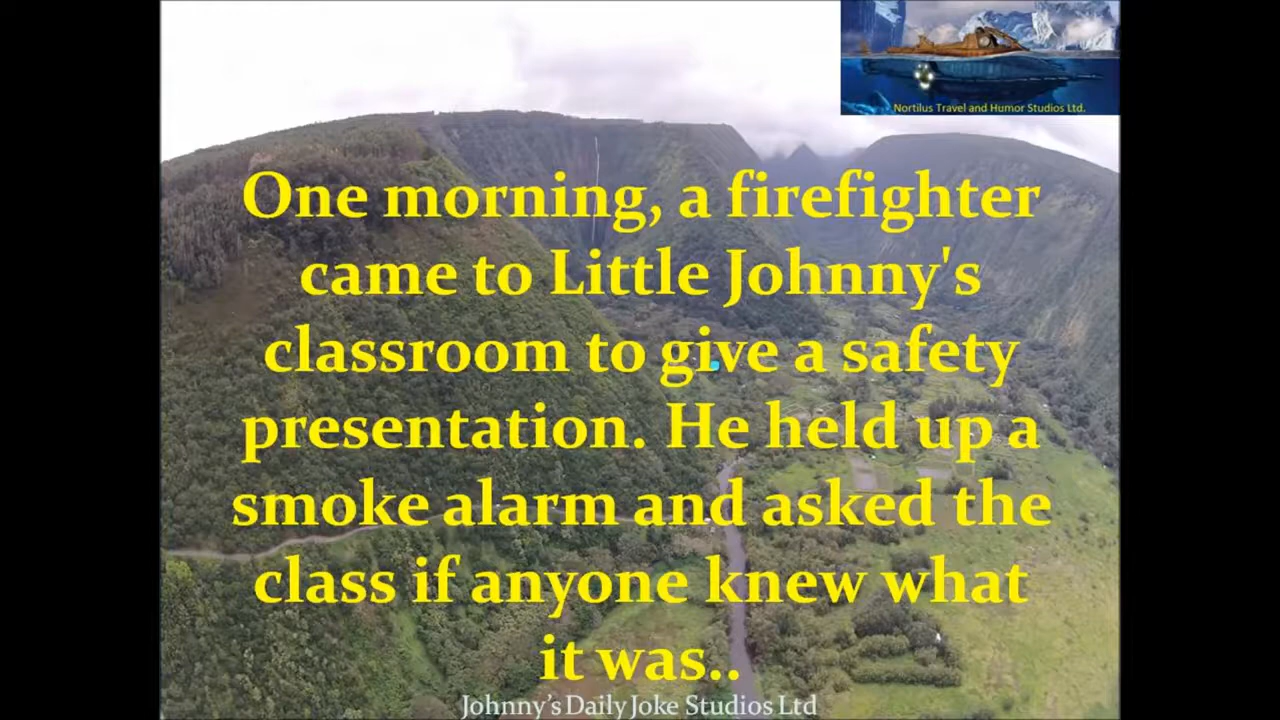 Nortilus Travel and Humor Studios Ltd.
One morning, a firefighter
came to Little Johnny's
classroom to give a safety
presentation. He held up a
smoke alarm and asked the
class if anyone knew what
it was..
Johnny's Daily Joke Studios Ltd